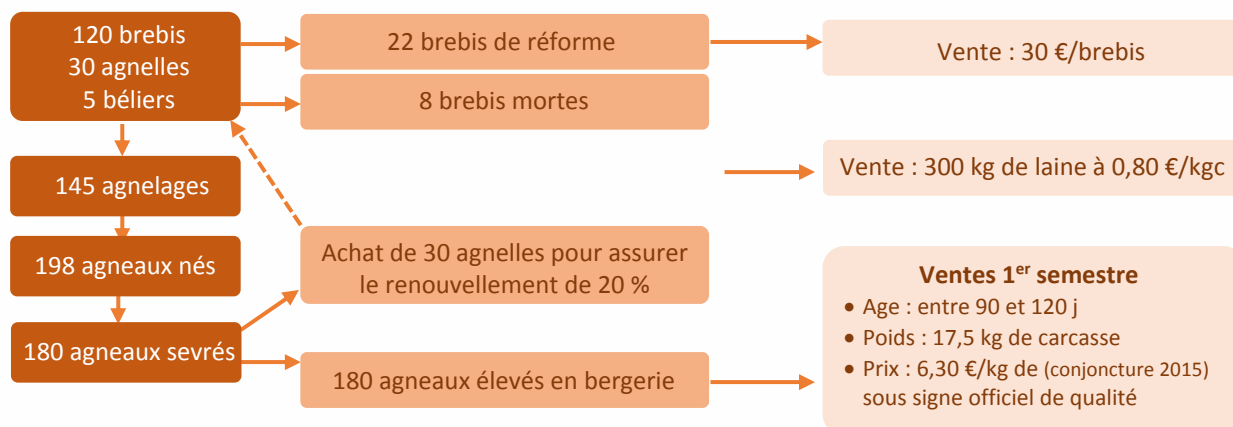 120 brebis
30 agnelles
5 béliers
22 brebis de réforme
Vente : 30 €/brebis
8 brebis mortes
145 agnelages
Vente : 300 kg de laine à 0,80 €/kgc
198 agneaux nés
Achat de 30 agnelles pour assurer
le renouvellement de 20 %
180 agneaux sevrés
180 agneaux élevés en bergerie
Ventes 1er semestre
• Age : entre 90 et 120 j
• Poids : 17,5 kg de carcasse
• Prix : 6,30 €/kg de (conjoncture 2015)
sous signe officiel de qualité